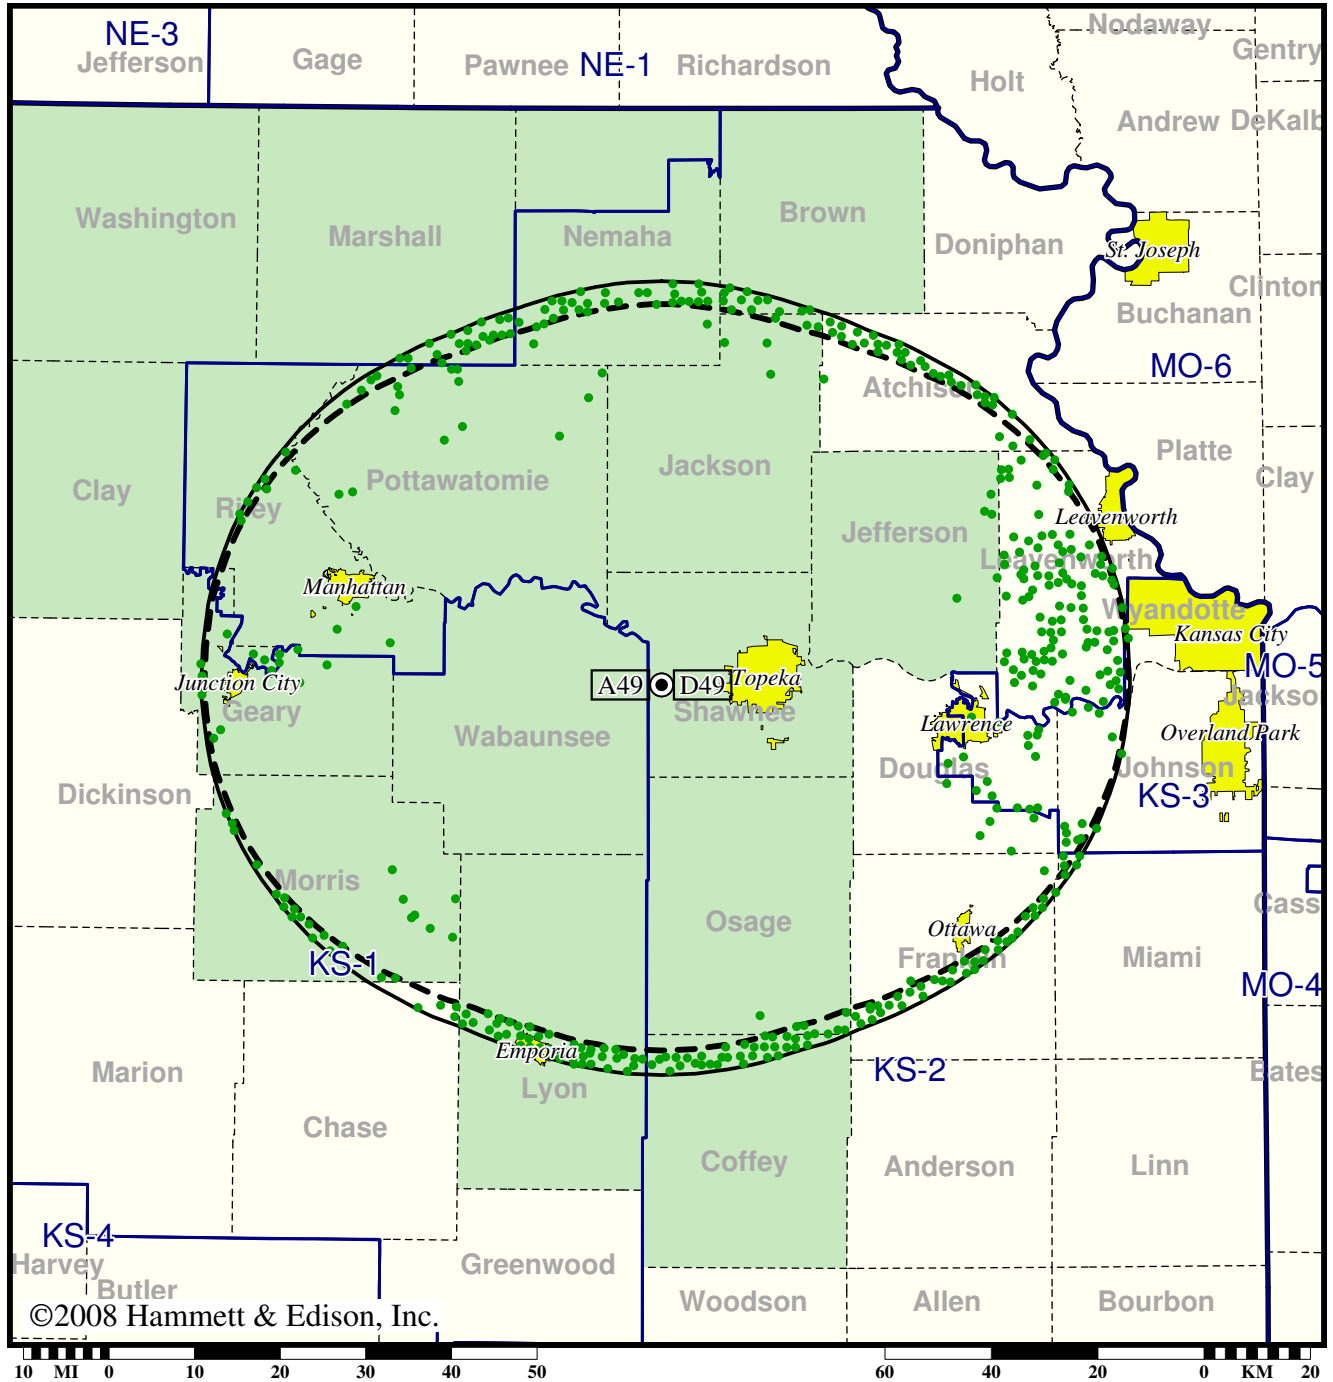 NE-3
Jefferson
Gage
Pawnee
NE-1
Richardson
Nodaway
Gentry
Holt
Andrew
DeKalb
Washington
Marshall
Nemaha
Brown
Doniphan
St. Joseph
Clinton
Buchanan
MO-6
Atchison
Platte
Clay
Clay
Riley
Pottawatomie
Jackson
Jefferson
Leavenworth
Leavenworth
Manhattan
Wyandotte
Kansas City
MO-5
Jackso
Junction City
Geary
A49
D49
Topeka
Shawnee
Wabaunsee
Lawrence
Douglas
Overland Park
Johnson
KS-3
Dickinson
Morris
Osage
Ottawa
Franklin
Miami
Cass
KS-1
MO-4
Emporia
Lyon
KS-2
Marion
Bates
Chase
Coffey
Anderson
Linn
KS-4
Harvey
Butler
Greenwood
Woodson
Allen
Bourbon
©2008 Hammett & Edison, Inc.
10 MI 0 10 20 30 40 50
60 40 20 0 KM 20